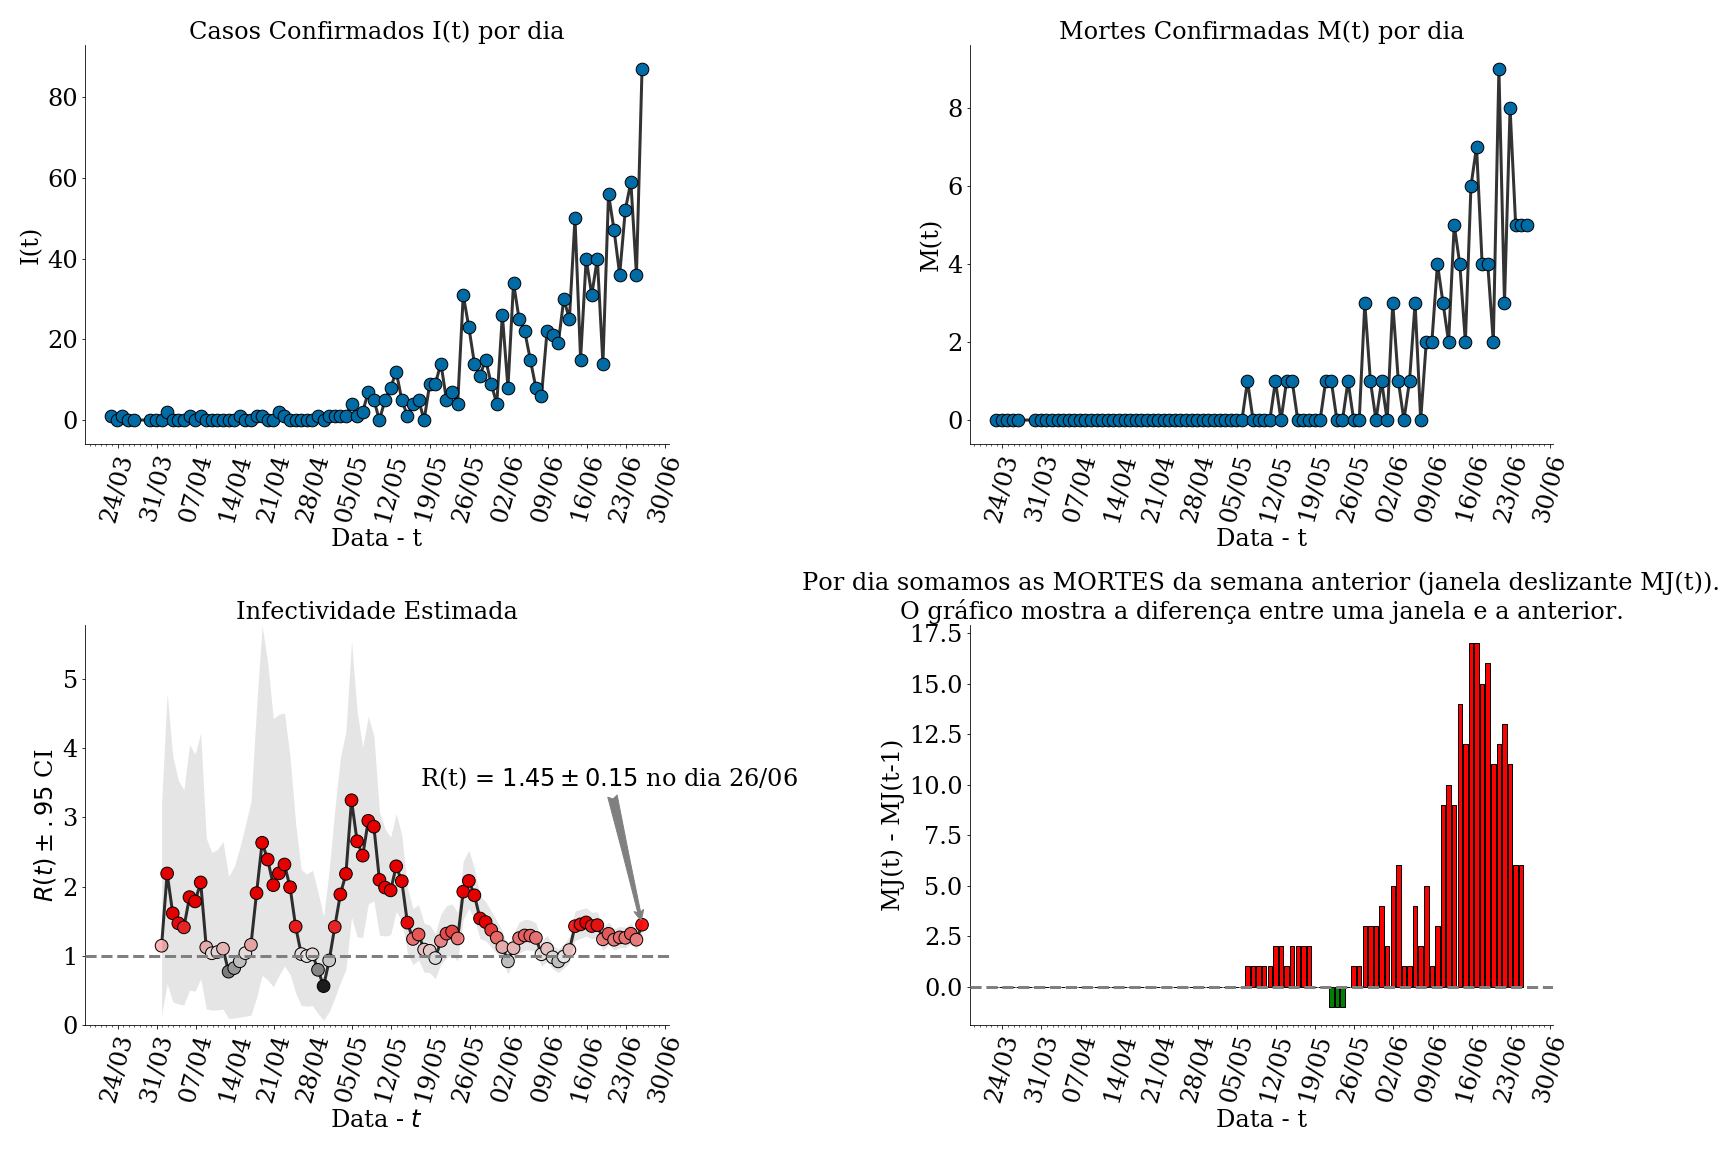 Casos Confirmados I(t) por dia
I(t)
80
60
40
20
0
24/03 31/03 07/04 14/04 21/04 28/04 05/05 12/05 19/05 26/05 02/06 09/06 16/06 23/06 30/06
Data - t
Mortes Confirmadas M(t) por dia
M(t)
8
6
4
2
0
24/03 31/03 07/04 14/04 21/04 28/04 05/05 12/05 19/05 26/05 02/06 09/06 16/06 23/06 30/06
Data - t
Infectividade Estimada
R(t) ± .95 CI
5
4
3
2
1
0
R(t) = 1.45 ± 0.15 no dia 26/06
24/03 31/03 07/04 14/04 21/04 28/04 05/05 12/05 19/05 26/05 02/06 09/06 16/06 23/06 30/06
Data - t
Por dia somamos as MORTES da semana anterior (janela deslizante MJ(t)).
O gráfico mostra a diferença entre uma janela e a anterior.
MJ(t) - MJ(t-1)
17.5
15.0
12.5
10.0
7.5
5.0
2.5
0.0
24/03 31/03 07/04 14/04 21/04 28/04 05/05 12/05 19/05 26/05 02/06 09/06 16/06 23/06 30/06
Data - t